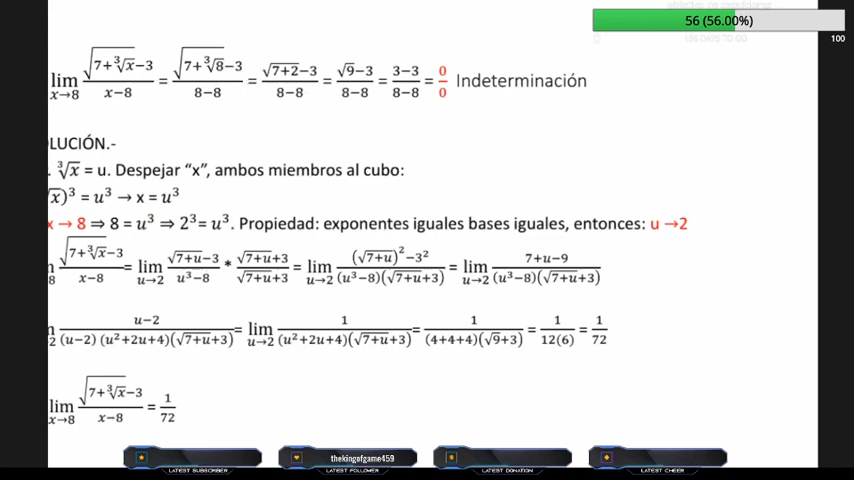 56 (56.00%)
100
lim x→8 √(7+∛x)−3 / x−8 = √(7+∛8)−3 / 8−8 = √(7+2)−3 / 8−8 = √9−3 / 8−8 = 3−3 / 8−8 = 0/0 Indeterminación
LUCIÓN.-
. ∛x = u. Despejar “x”, ambos miembros al cubo:
x)³ = u³ → x = u³
x → 8 ⇒ 8 = u³ ⇒ 2³= u³. Propiedad: exponentes iguales bases iguales, entonces: u →2
8 √(7+∛x)−3 / x−8 = lim u→2 √(7+u)−3 / u³−8 * √(7+u)+3 / √(7+u)+3 = lim u→2 (√(7+u))²−3² / (u³−8)(√(7+u)+3) = lim u→2 7+u−9 / (u³−8)(√(7+u)+3)
2 u−2 / (u−2)(u²+2u+4)(√(7+u)+3) = lim u→2 1 / (u²+2u+4)(√(7+u)+3) = 1 / (4+4+4)(√9+3) = 1 / 12(6) = 1/72
lim x→8 √(7+∛x)−3 / x−8 = 1/72
thekingofgame459
LATEST SUBSCRIBER LATEST FOLLOWER LATEST DONATION LATEST CHEER